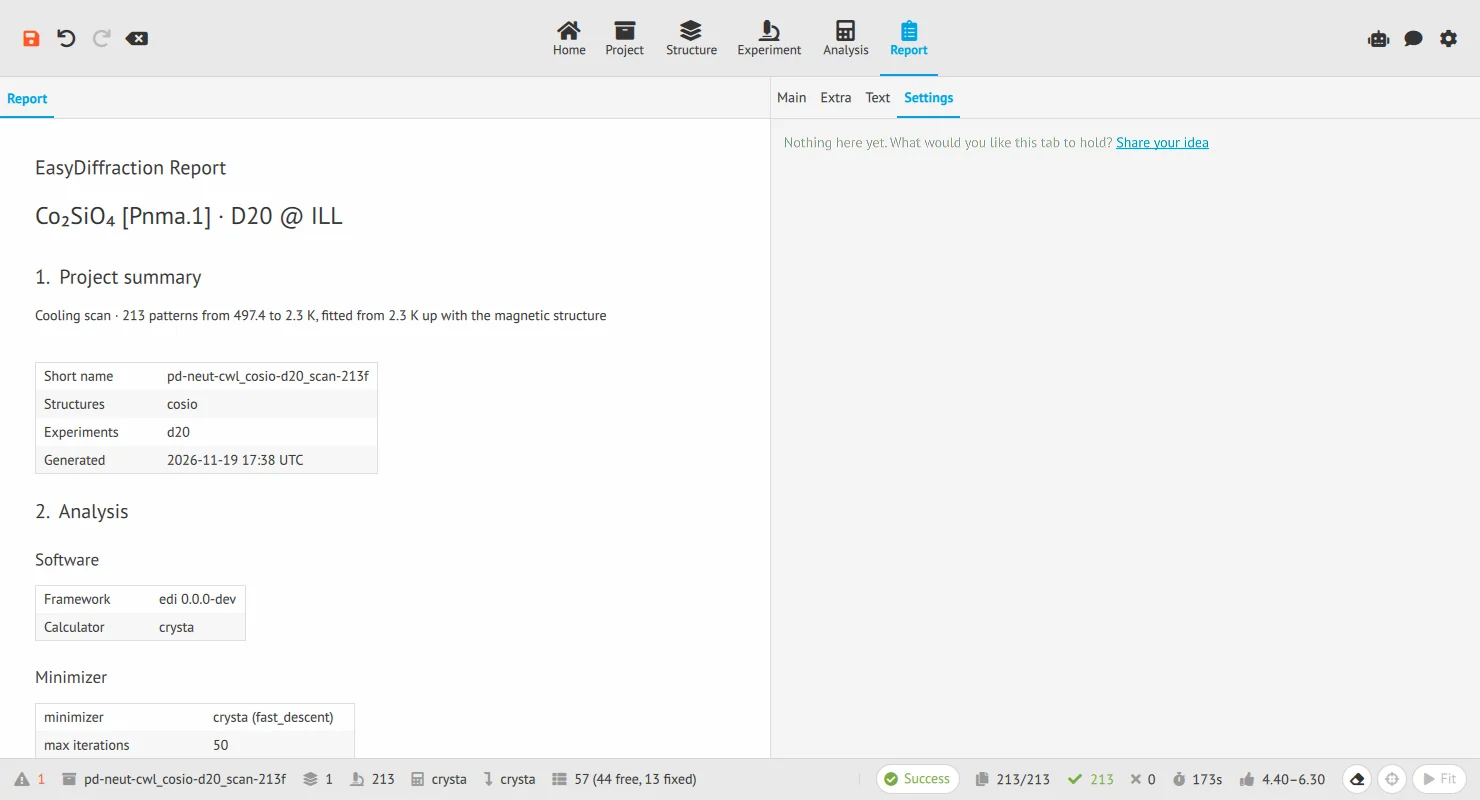 Home
Project
Structure
Experiment
Analysis
Report
Report
Main
Extra
Text
Settings
EasyDiffraction Report
Co₂SiO₄ [Pnma.1] · D20 @ ILL
1. Project summary
Cooling scan · 213 patterns from 497.4 to 2.3 K, fitted from 2.3 K up with the magnetic structure
Short name pd-neut-cwl_cosio-d20_scan-213f
Structures cosio
Experiments d20
Generated 2026-11-19 17:38 UTC
2. Analysis
Software
Framework edi 0.0.0-dev
Calculator crysta
Minimizer
minimizer crysta (fast_descent)
max iterations 50
Nothing here yet. What would you like this tab to hold? Share your idea
1 pd-neut-cwl_cosio-d20_scan-213f 1 213 crysta crysta 57 (44 free, 13 fixed) Success 213/213 213 0 173s 4.40–6.30 Fit